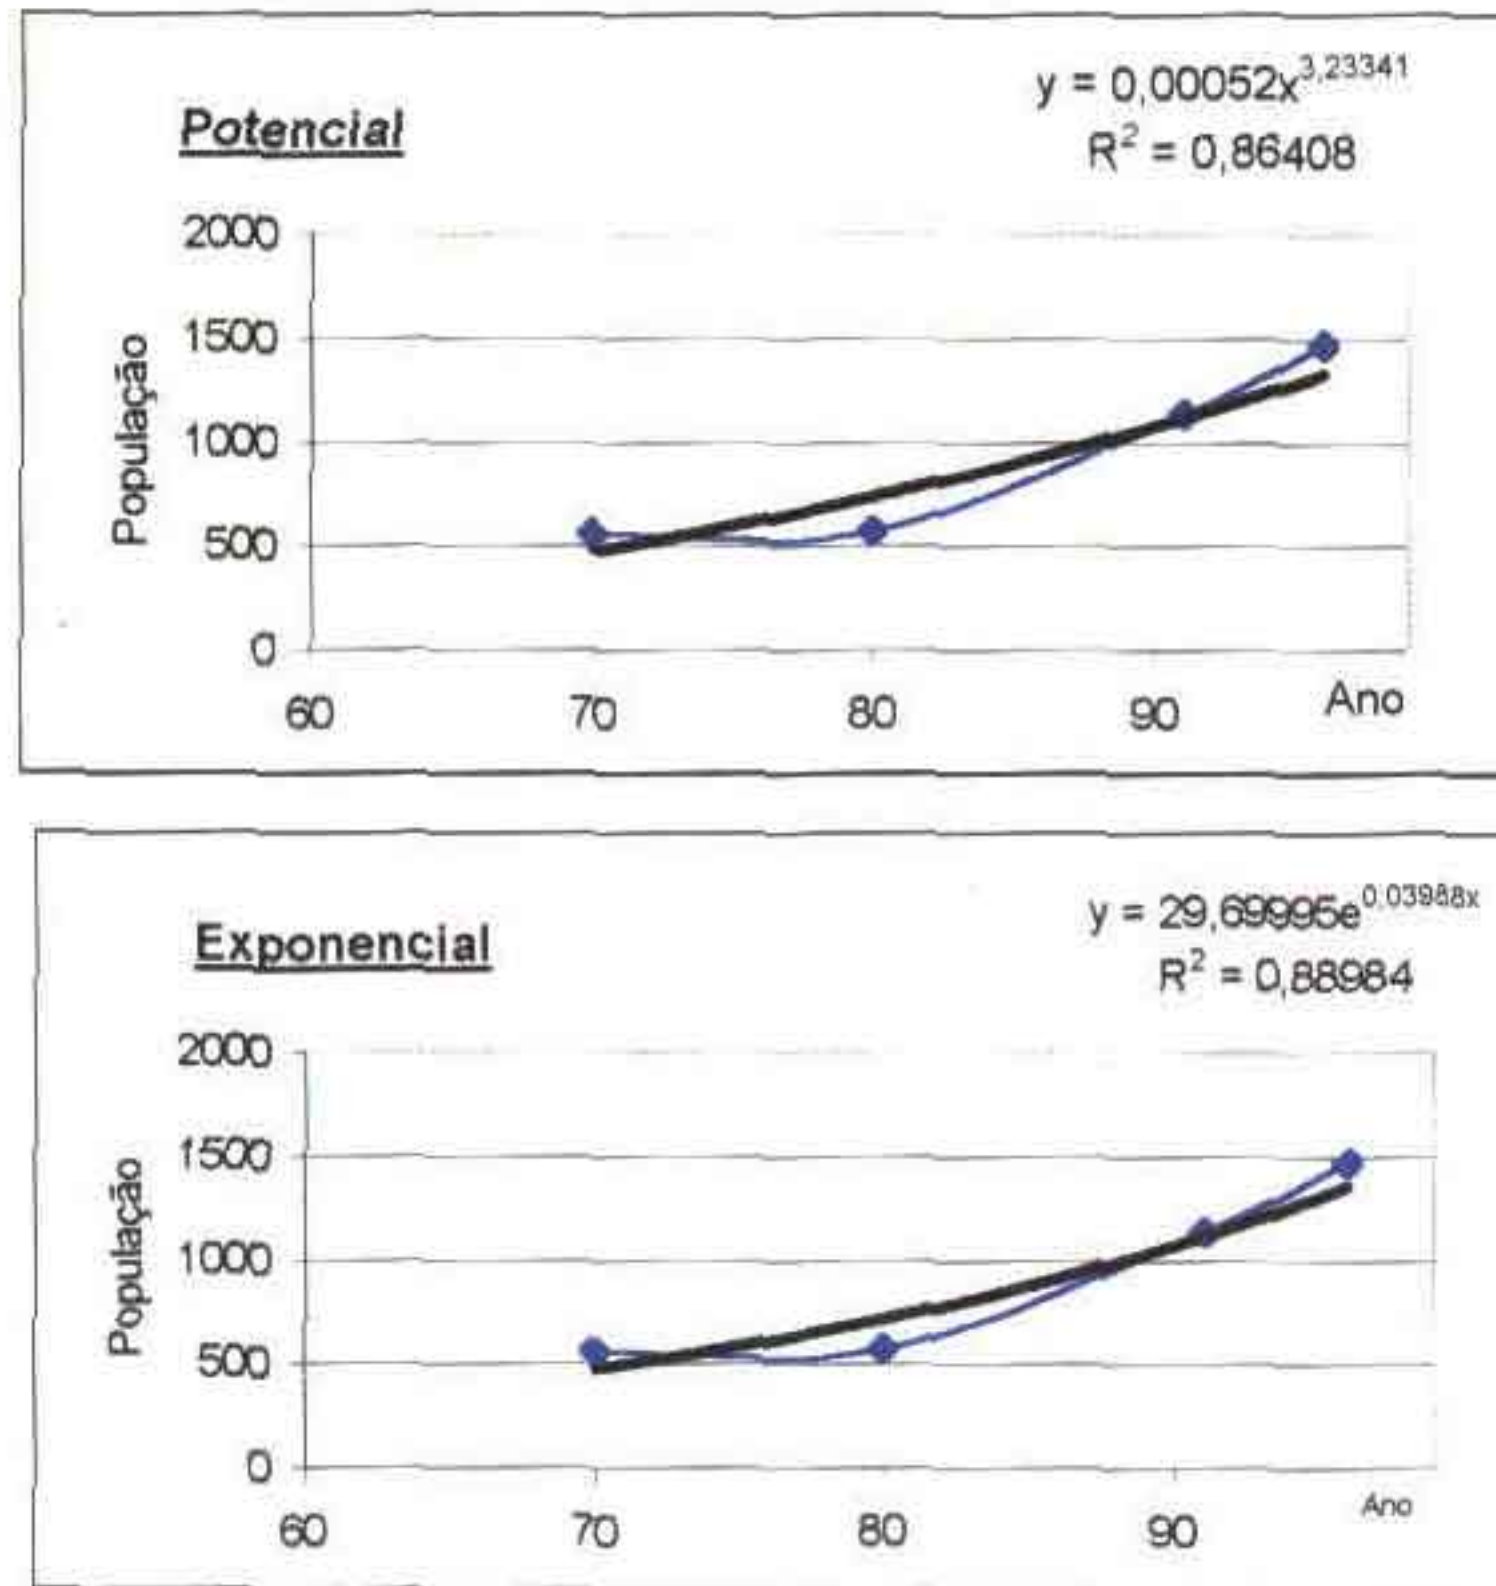 y = 0,00052x^3,23341
Potencial
R² = 0,86408
2000
1500
1000
500
0
População
60 70 80 90 Ano
y = 29,69995e^0,03988x
Exponencial
R² = 0,88984
2000
1500
1000
500
0
População
60 70 80 90 Ano